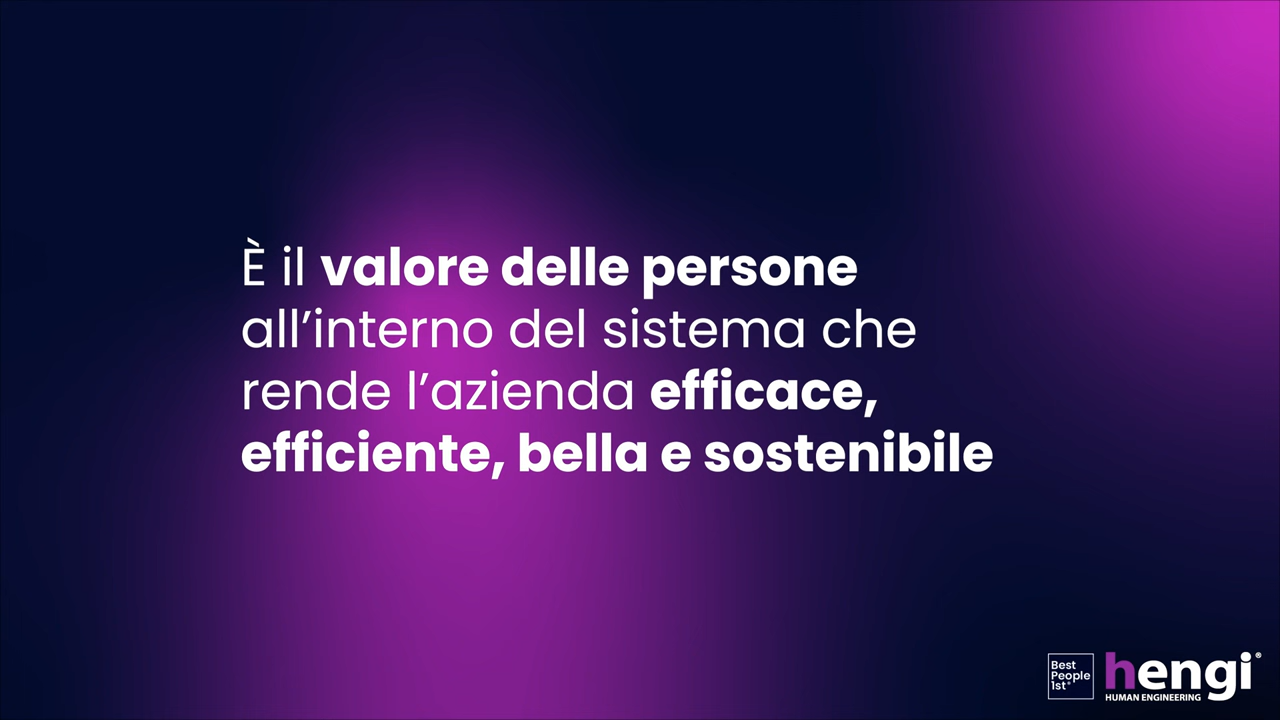 È il valore delle persone
all’interno del sistema che
rende l’azienda efficace,
efficiente, bella e sostenibile
Best
People
1st®
hengi®
HUMAN ENGINEERING